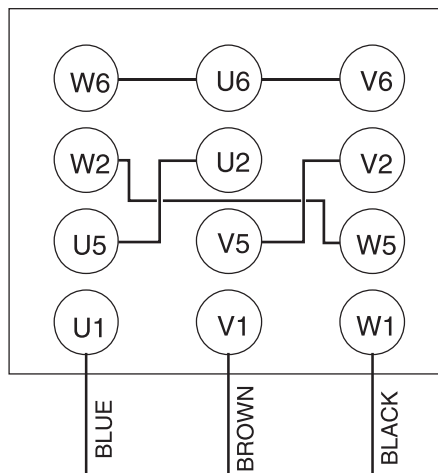 W6 U6 V6
W2 U2 V2
U5 V5 W5
U1 V1 W1
BLUE
BROWN
BLACK